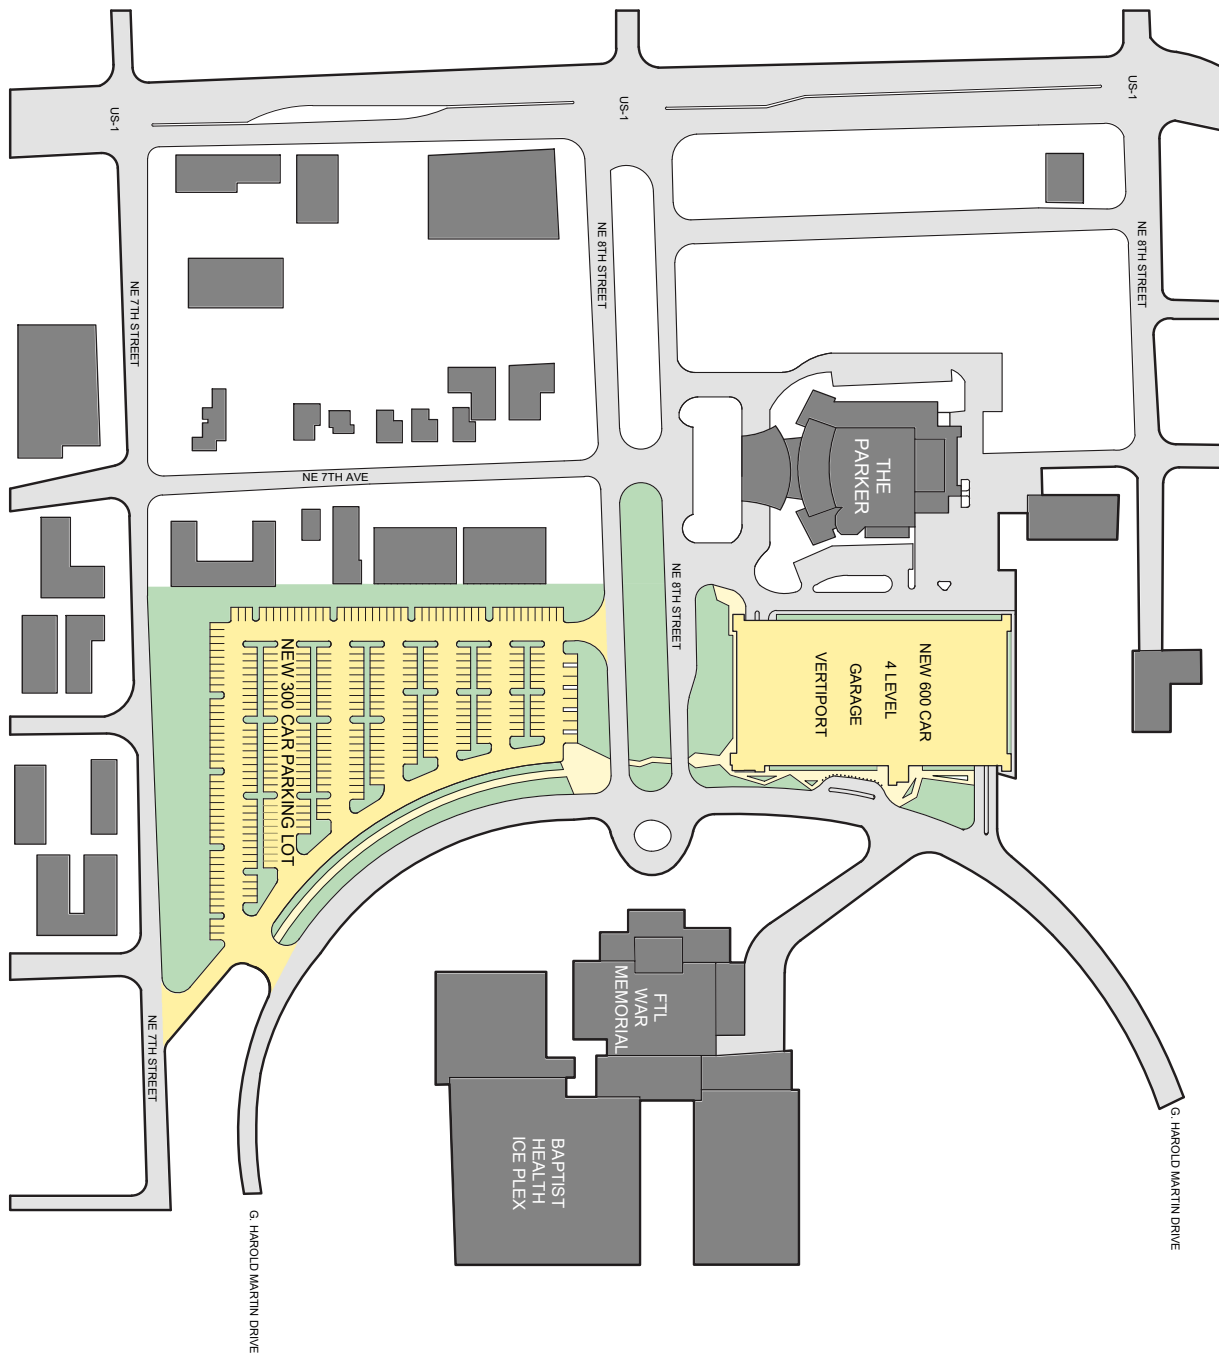 US-1
US-1
US-1
NE 7TH STREET
NE 8TH STREET
NE 8TH STREET
THE
PARKER
NE 7TH AVE
NE 8TH STREET
NEW 300 CAR PARKING LOT
NEW 600 CAR
4 LEVEL
GARAGE
VERTIPORT
FTL
WAR
MEMORIAL
NE 7TH STREET
BAPTIST
HEALTH
ICE PLEX
G. HAROLD MARTIN DRIVE
G. HAROLD MARTIN DRIVE